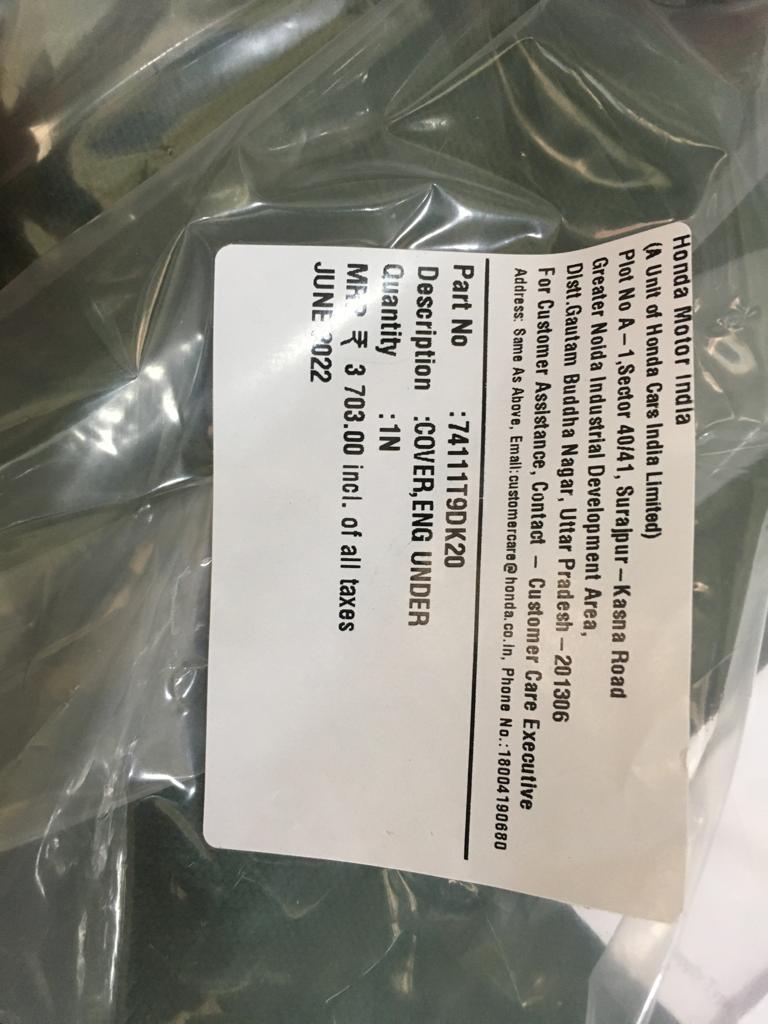 Honda Motor India
(A Unit of Honda Cars India Limited)
Plot No A-1,Sector 40/41, Surajpur-Kasna Road
Greater Noida Industrial Development Area,
Distt.Gautam Buddha Nagar, Uttar Pradesh-201306
For Customer Assistance, Contact - Customer Care Executive
Address: Same As Above, Email:customercare@honda.co.in, Phone No.:18004190680
Part No :74111T9DK20
Description :COVER,ENG UNDER
Quantity :1N
MRP ₹ 3 703.00 incl. of all taxes
JUNE 2022